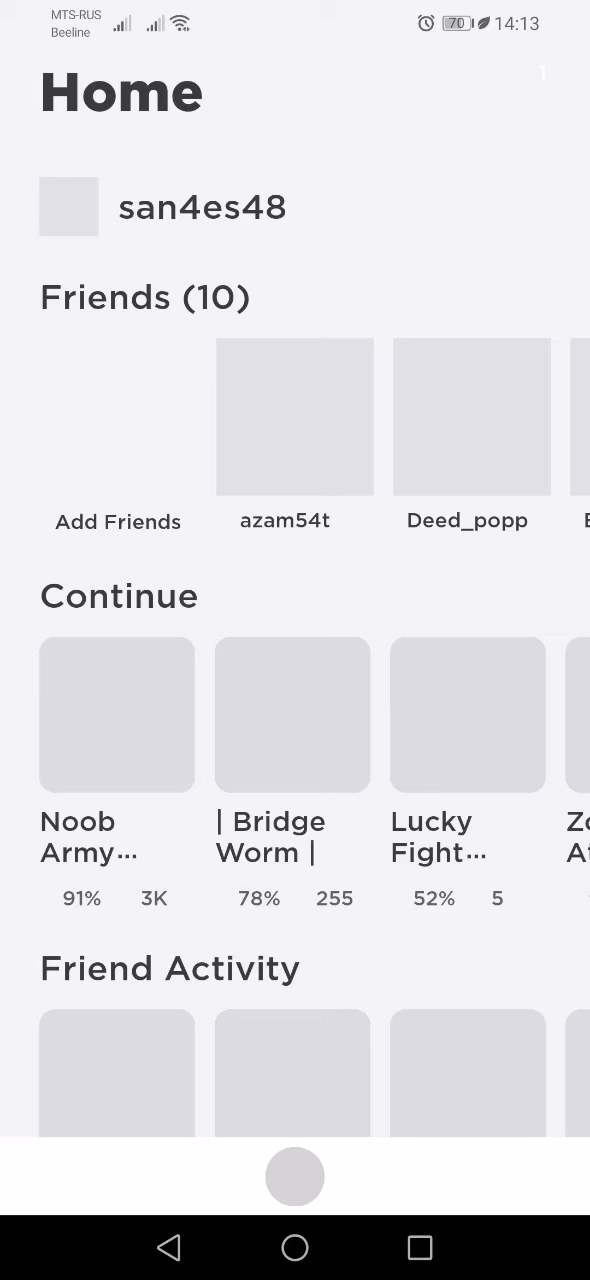 MTS-RUS
Beeline
70 14:13
1
Home
san4es48
Friends (10)
Add Friends azam54t Deed_popp
Continue
Noob | Bridge Lucky
Army... Worm | Fight...
91% 3K 78% 255 52% 5
Friend Activity